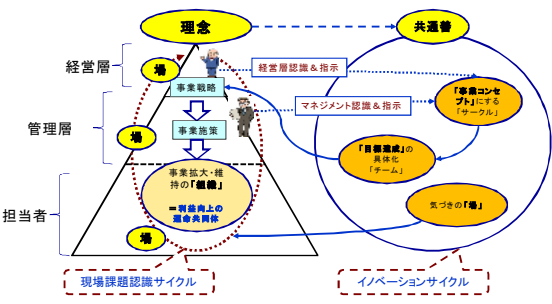 理念
共通善
経営層
場
経営層認識＆指示
事業戦略
『事業コンセ
プト』にする
「サークル」
マネジメント認識＆指示
管理層
場
事業施策
『目標達成』の
具体化
「チーム」
事業拡大・維
持の「組織」
＝利益向上の
運命共同体
気づきの「場」
担当者
場
現場課題認識サイクル
イノベーションサイクル